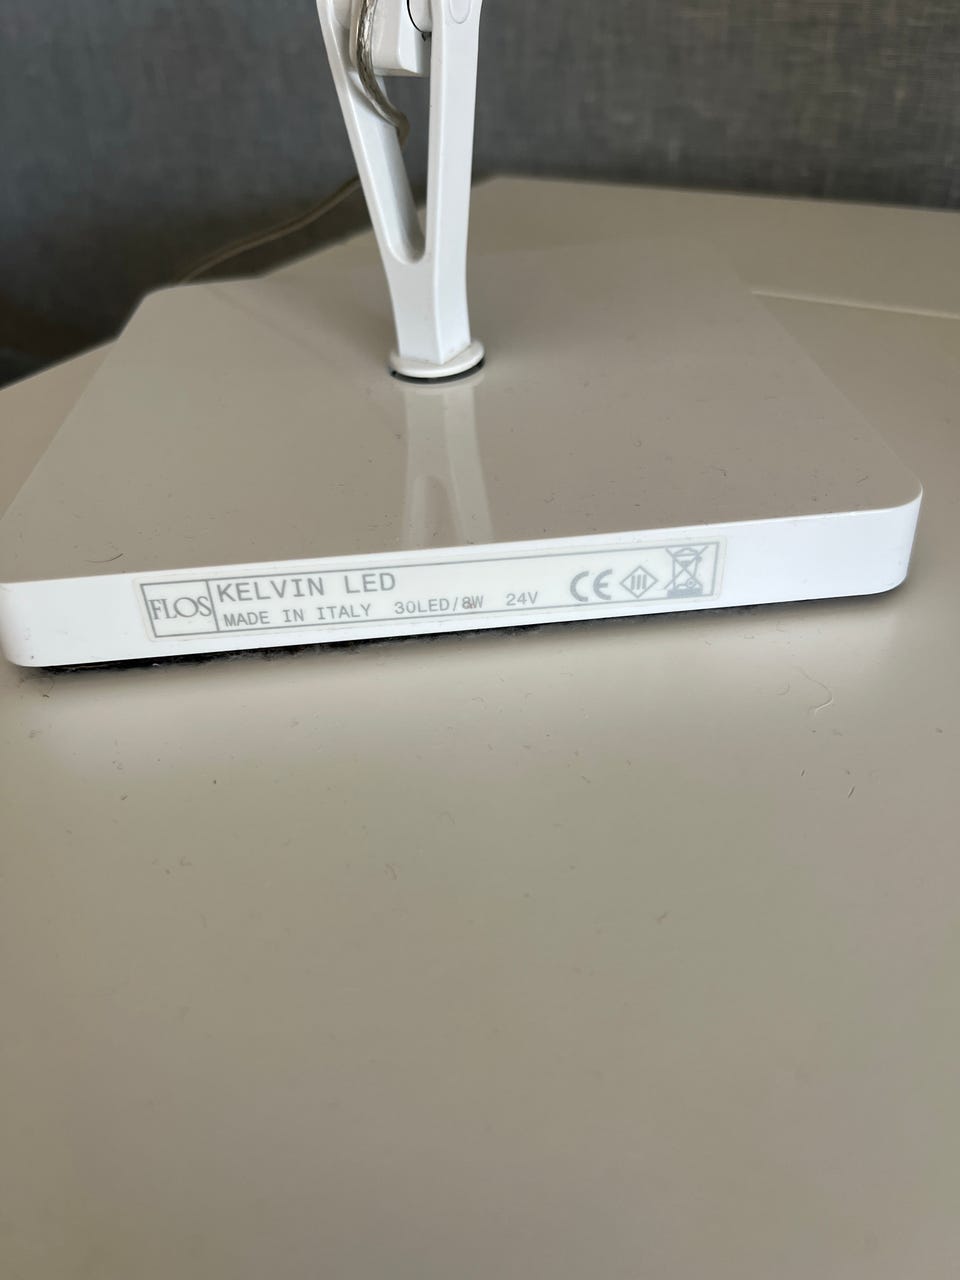 FLOS
KELVIN LED
MADE IN ITALY 30LED/8W 24V
CE